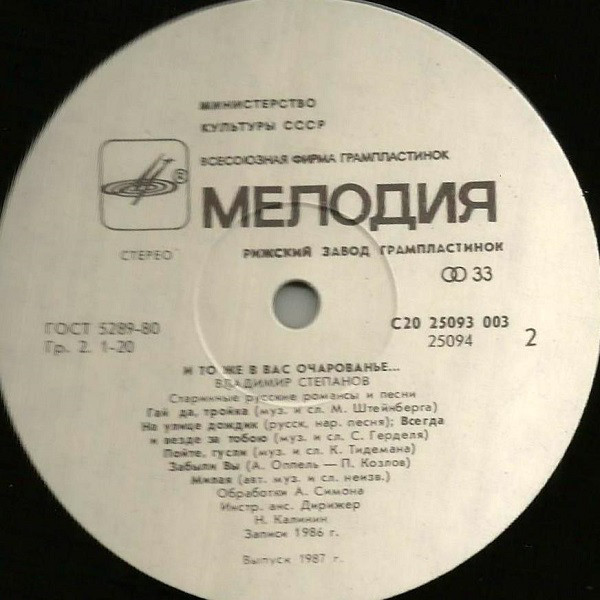 МИНИСТЕРСТВО
КУЛЬТУРЫ СССР
ВСЕСОЮЗНАЯ ФИРМА ГРАМПЛАСТИНОК
®
МЕЛОДИЯ
СТЕРЕО
РИЖСКИЙ ЗАВОД ГРАМПЛАСТИНОК
33
ГОСТ 5289-80
Гр. 2. 1-20
С20 25093 003
25094
2
И ТО ЖЕ В ВАС ОЧАРОВАНЬЕ...
ВЛАДИМИР СТЕПАНОВ
Старинные русские романсы и песни
Гай да, тройка (муз. и сл. М. Штейнберга)
На улице дождик (русск. нар. песня); Всегда
и везде за тобою (муз. и сл. С. Герделя)
Пойте, гусли (муз. и сл. К. Тидемана)
Забыли Вы (А. Оппель — П. Козлов)
Милая (авт. муз. и сл. неизв.)
Обработки А. Симона
Инстр. анс. Дирижер
Н. Калинин
Записи 1986 г.
Выпуск 1987 г.